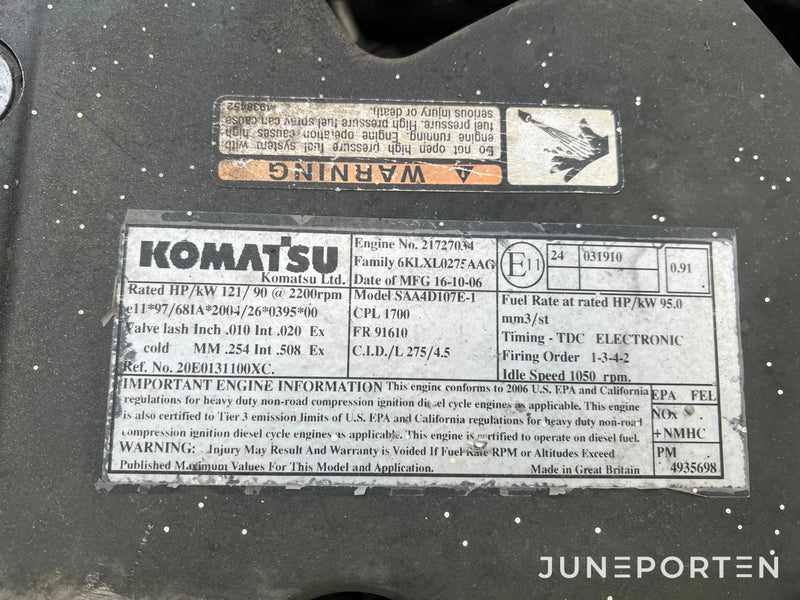 ⚠ WARNING
Do not open high pressure fuel system with
engine running. Engine operation causes high
fuel pressure. High pressure fuel spray can cause
serious injury or death.
4938452
KOMATSU
Komatsu Ltd.
Rated HP/kW 121/ 90 @ 2200rpm
e11*97/68IA*2004/26*0395*00
Valve lash Inch .010 Int .020 Ex
cold MM .254 Int .508 Ex
Ref. No. 20E0131100XC.
Engine No. 21727034
Family 6KLXL0275AAG
Date of MFG 16-10-06
Model SAA4D107E-1
CPL 1700
FR 91610
C.I.D./L 275/4.5
E11
24 031910
0.91
Fuel Rate at rated HP/kW 95.0
mm3/st
Timing - TDC ELECTRONIC
Firing Order 1-3-4-2
Idle Speed 1050 rpm.
IMPORTANT ENGINE INFORMATION This engine conforms to 2006 U.S. EPA and California
regulations for heavy duty non-road compression ignition diesel cycle engines as applicable. This engine
is also certified to Tier 3 emission limits of U.S. EPA and California regulations for heavy duty non-road
compression ignition diesel cycle engines as applicable. This engine is certified to operate on diesel fuel.
WARNING: Injury May Result And Warranty is Voided If Fuel Rate RPM or Altitudes Exceed
Published Maximum Values For This Model and Application. Made in Great Britain
EPA FEL
NOx
+NMHC
PM
4935698
JUNEPORTEN